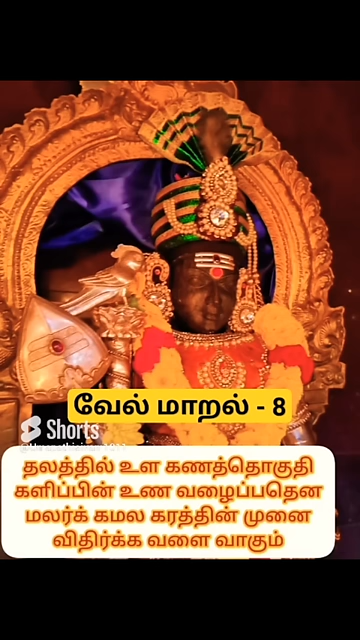 வேல் மாறல் - 8
Shorts
தலத்தில் உள கணத்தொகுதி
களிப்பின் உண வழைப்பதென
மலர்க் கமல கரத்தின் முனை
விதிர்க்க வளை வாகும்